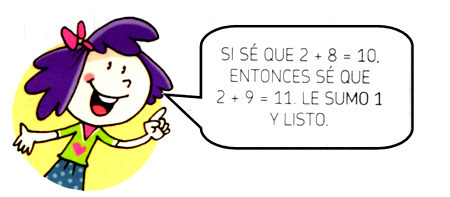 SI SÉ QUE 2 + 8 = 10,
ENTONCES SÉ QUE
2 + 9 = 11. LE SUMO 1
Y LISTO.